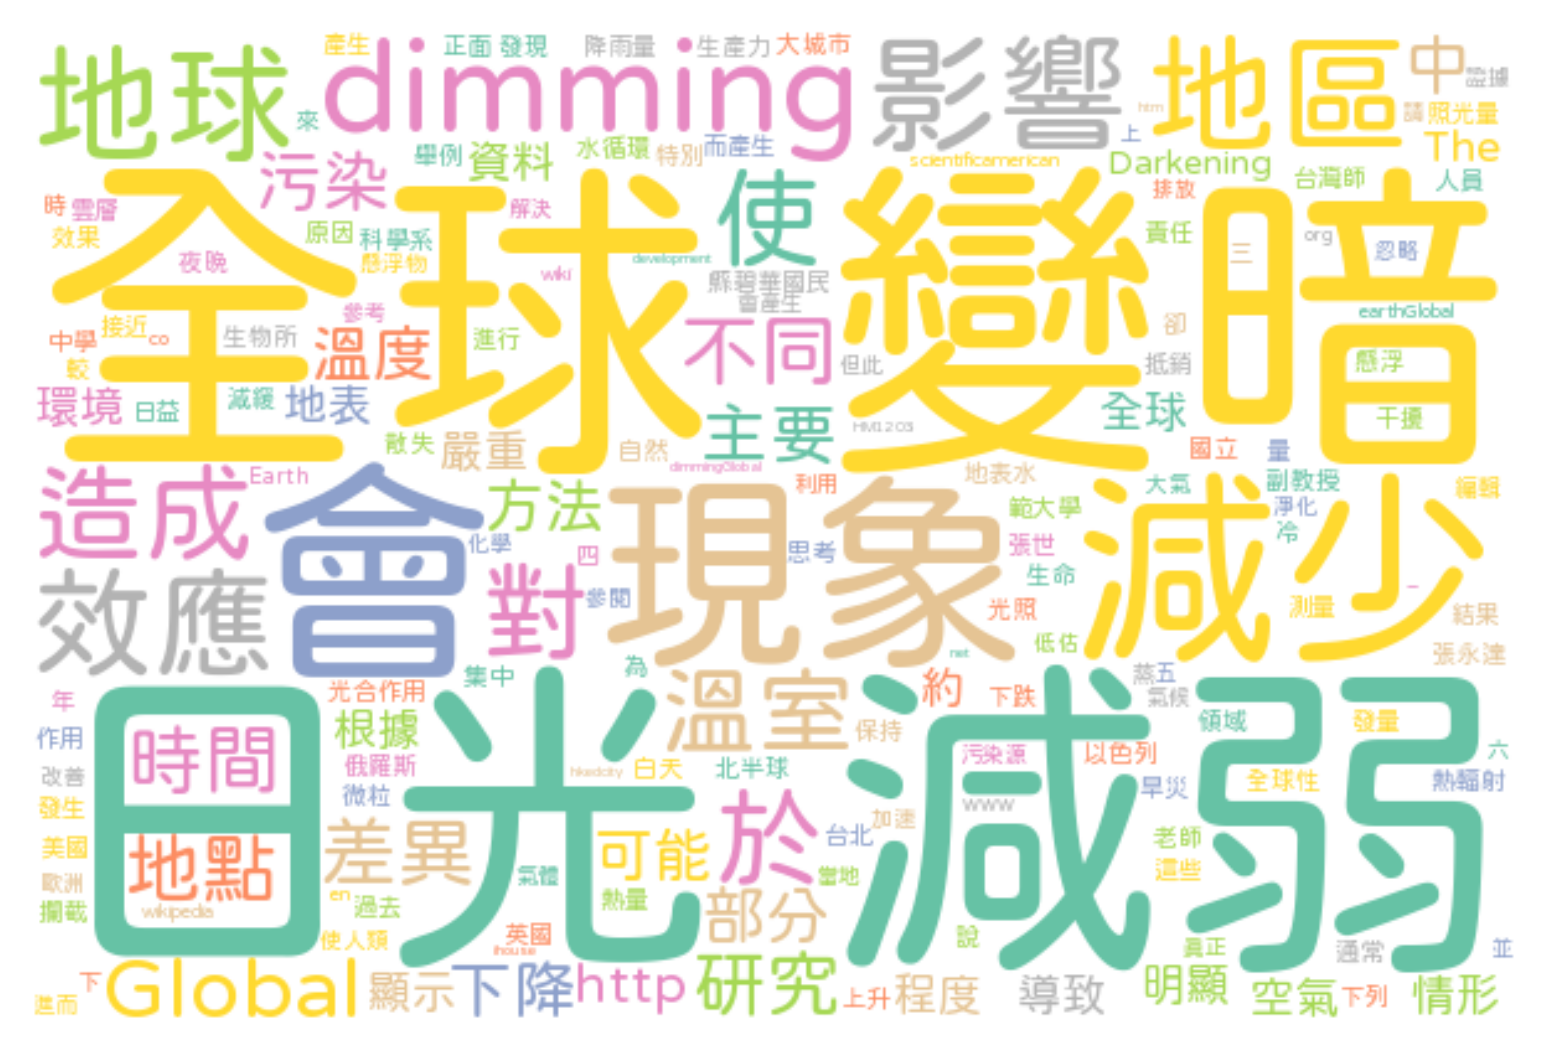 產生 正面 發現 降雨量 生產力 大城市
地球 dimming 影響 地區 中 證據
來 htm 上 請 照光量
舉例 資料 水循環 特別 而產生 scientificamerican Darkening The
污染 使 排放 台灣師 人員
全球變暗
時 雲層 解決
效果 原因 科學系 責任 org 忽略
夜晚 懸浮物 wiki development 縣碧華國民 三
會產生
參考 earthGlobal
中學 接近 co 生物所 溫度 進行 不同 卻
較 但此 抵銷 懸浮
環境 日益 減緩 地表 主要 全球 干擾
散失 嚴重 自然 HM1203 國立 量
dimmingGlobal 地表水
造成 Earth 會 方法 現象 利用 減少 大氣 副教授 編輯
範大學 淨化
化學 四 思考 張世 冷
效應 對 參閱 生命
光照 測量 結果
低估 張永達
集中 為 net 蒸 五
年 光合作用 溫室 約 下跌 氣候
日光減弱
作用 時間 根據 保持 領域 發量 六
改善 俄羅斯 hkedcity 白天 北半球 污染源 以色列 全球性 熱輻射
發生 微粒 於 www 旱災
美國 地點 差異 可能 台北 加速 老師
歐洲 氣體 當地 這些
攔截 wikipedia en 過去 熱量 部分
使人類 英國 說 真正 通常 並
house
下 Global 顯示 下降 http 研究 上升 程度 導致 明顯 空氣 下列 情形
進而